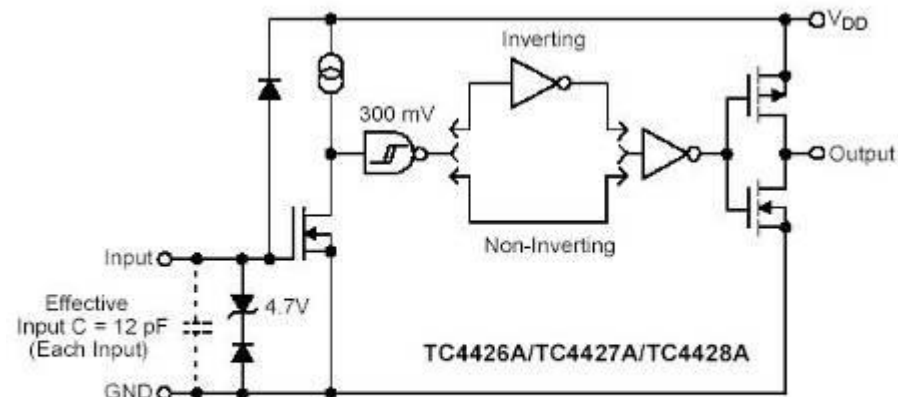 V_DD
Inverting
300 mV
Output
Non-Inverting
Input
4.7V
Effective
Input C = 12 pF
(Each Input)
TC4426A/TC4427A/TC4428A
GND